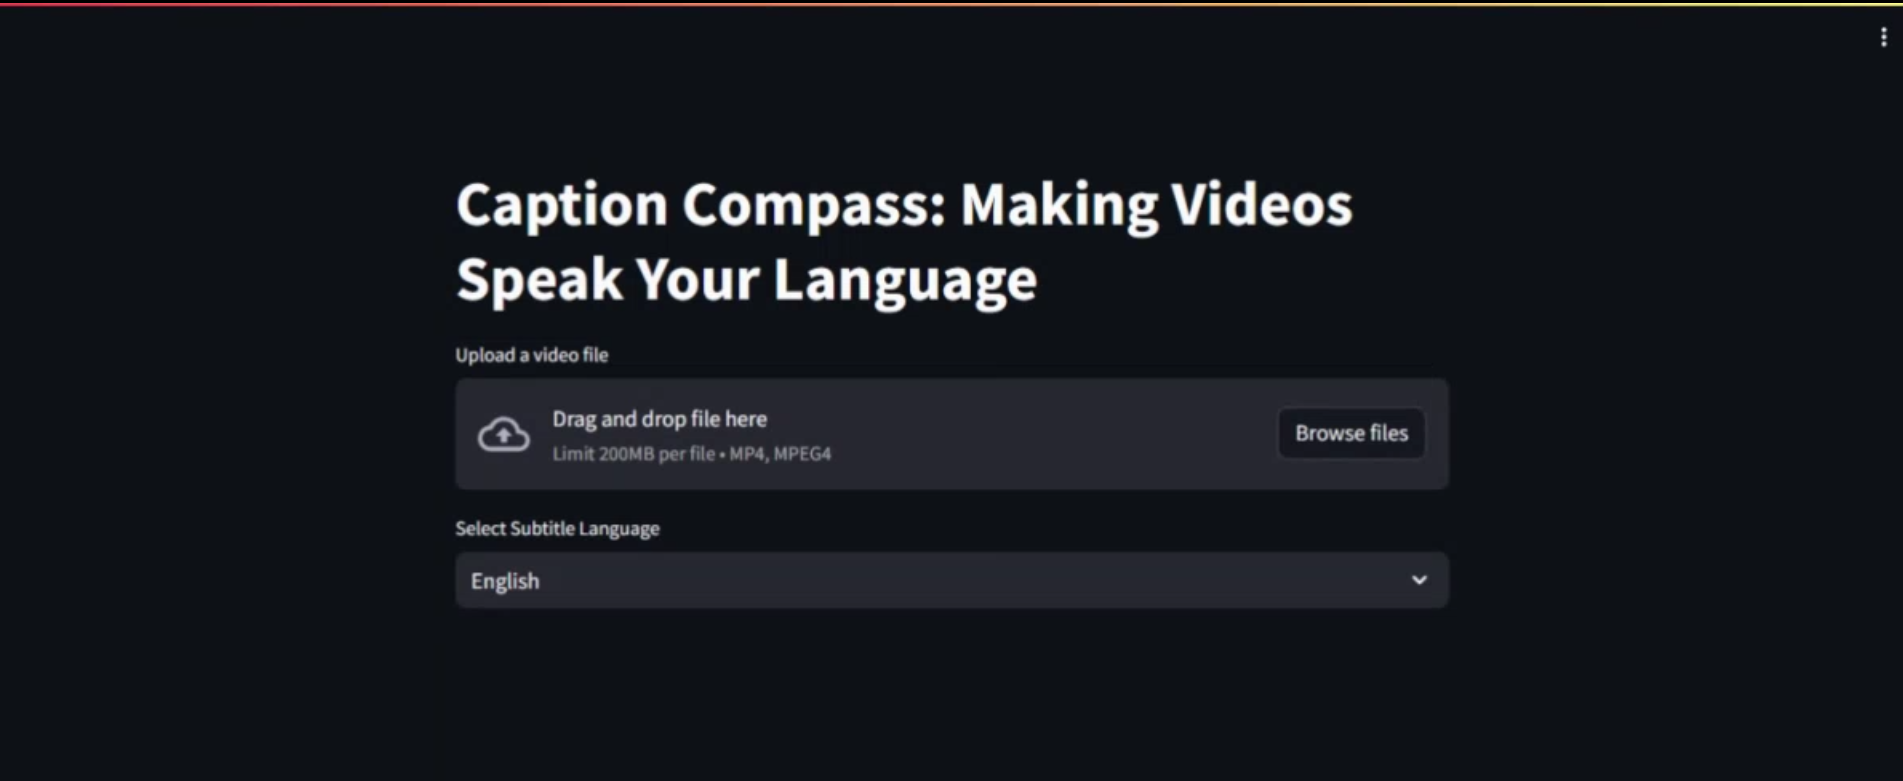 Caption Compass: Making Videos
Speak Your Language
Upload a video file
Drag and drop file here
Limit 200MB per file • MP4, MPEG4
Browse files
Select Subtitle Language
English